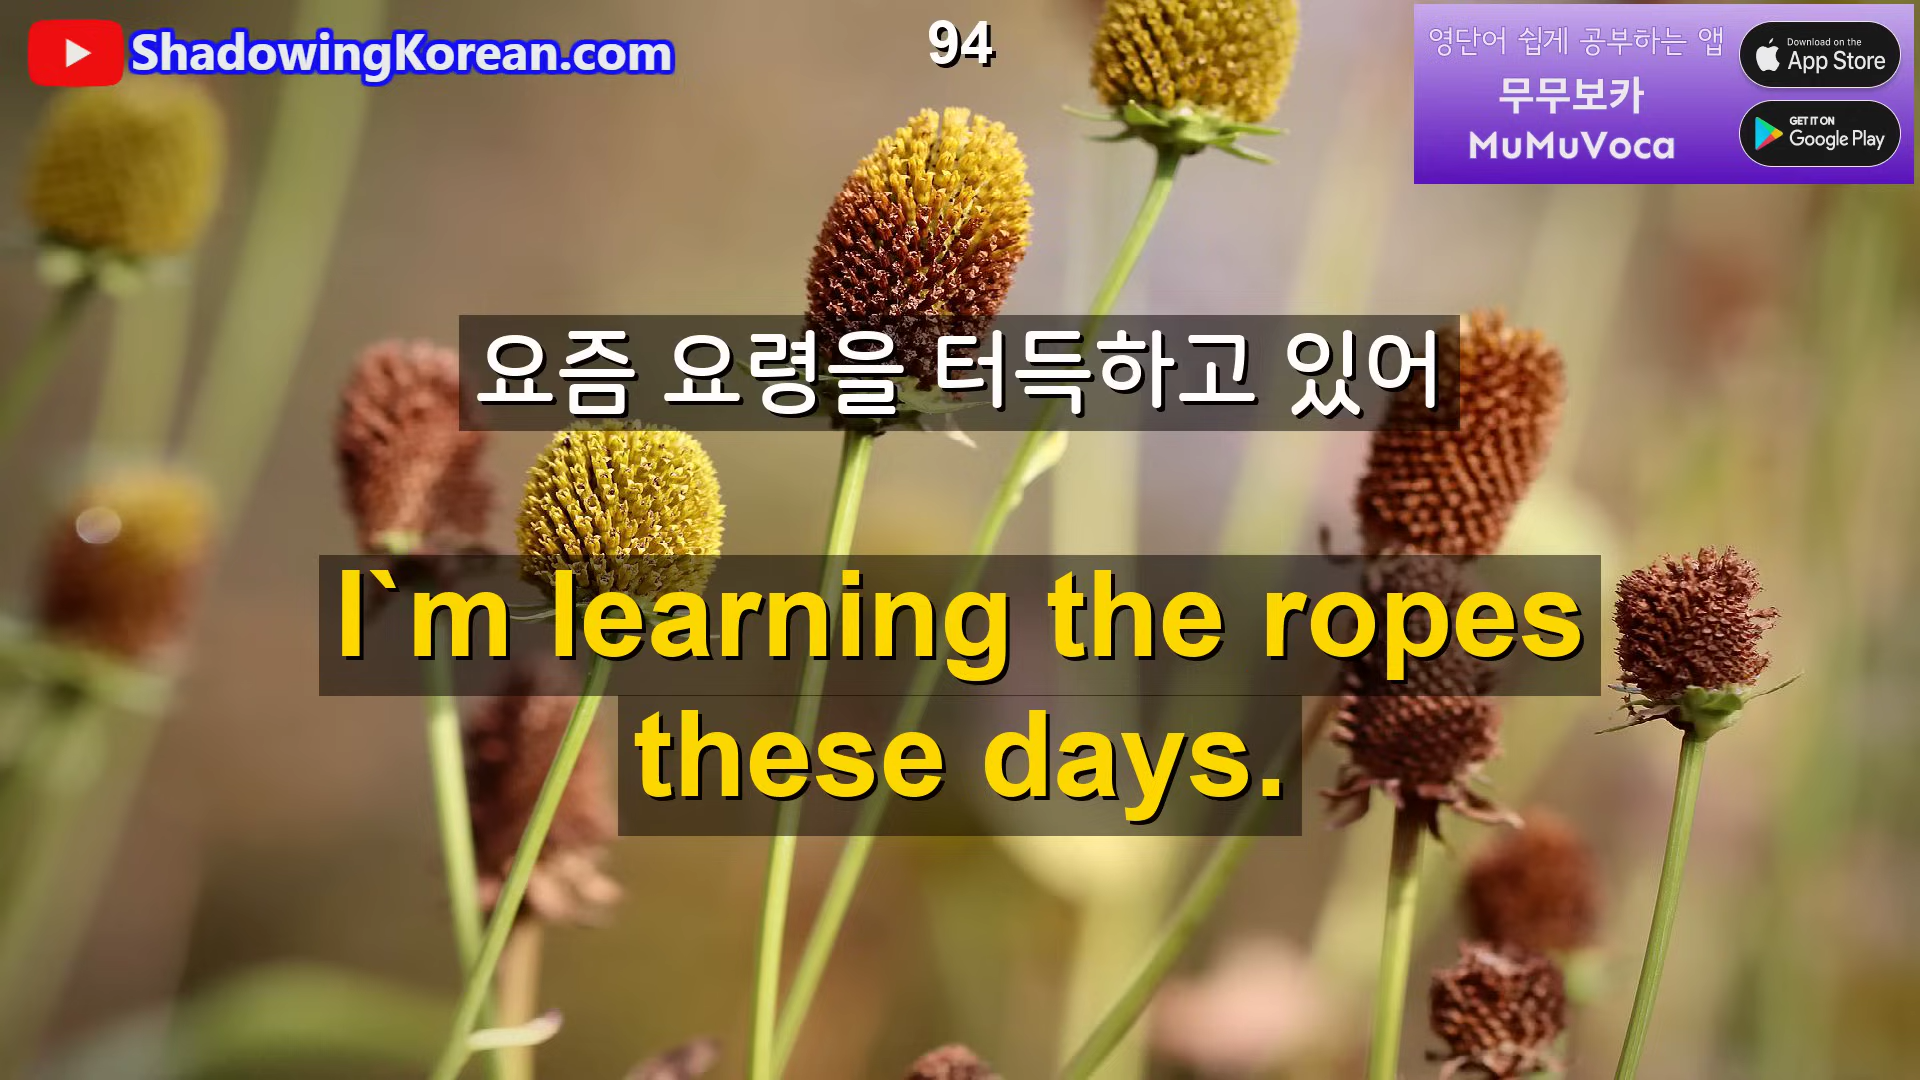 ShadowingKorean.com
94
영단어 쉽게 공부하는 앱
무무보카
MuMuVoca
Download on the
App Store
GET IT ON
Google Play
요즘 요령을 터득하고 있어
I`m learning the ropes
these days.